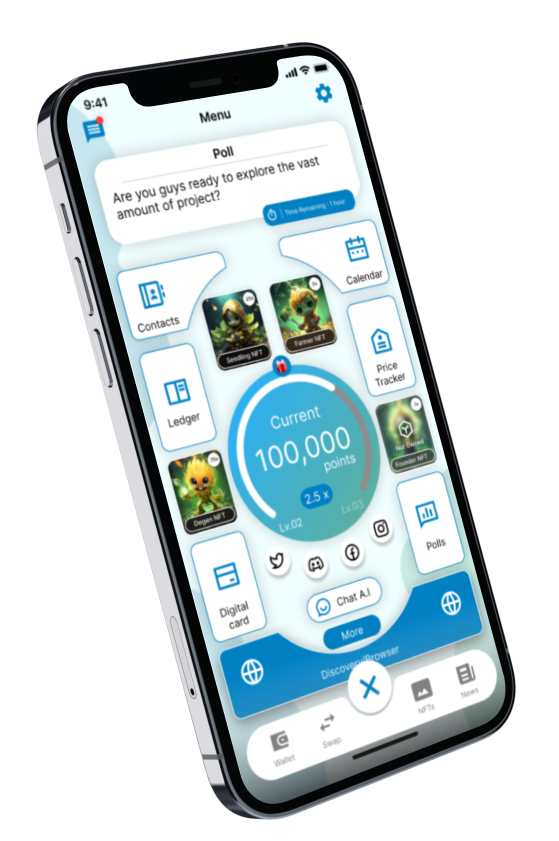 9:41
Menu
Poll
Are you guys ready to explore the vast
amount of project?
Time Remaining : 1 hour
Contacts
Calendar
Seedling NFT
Farmer NFT
Ledger
Price
Tracker
Current
100,000
points
2.5 x
Lv.02
Lv.03
Not Owned
Founder NFT
Degen NFT
Digital
card
Polls
Chat A.I
More
Discovery/Browser
Wallet
Swap
NFTs
News